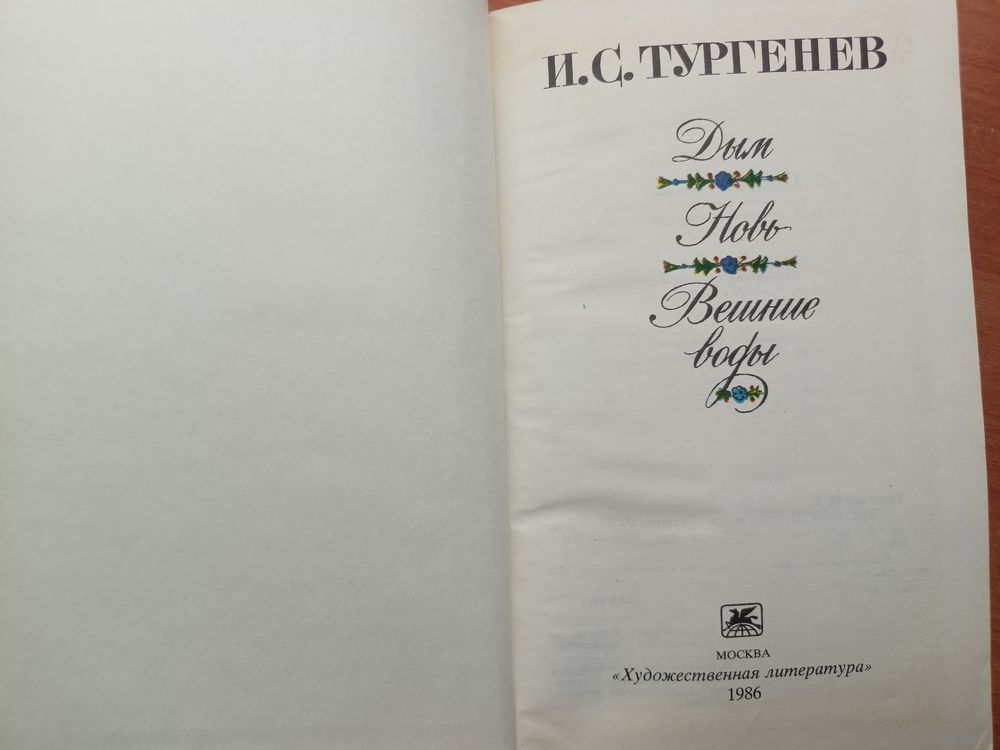 И.С. ТУРГЕНЕВ
Дым
Новь
Вешние
воды
МОСКВА
«Художественная литература»
1986